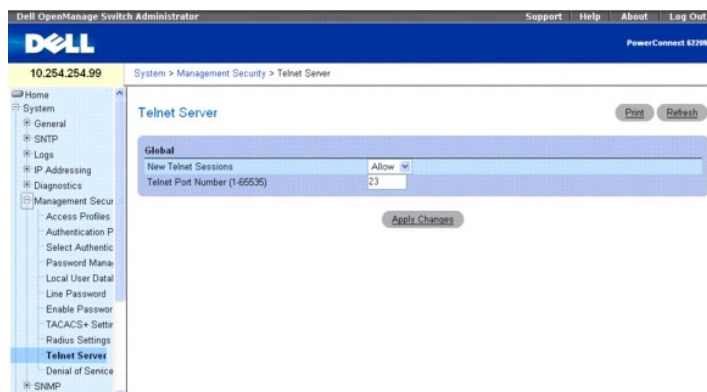 Dell OpenManage Switch Administrator
Support Help About Log Out
DELL
PowerConnect
10.254.254.99
System > Management Security > Telnet Server
Home
System
General
SNTP
Logs
IP Addressing
Diagnostics
Management Secur
Access Profiles
Authentication P
Select Authentic
Password Mana
Local User Datal
Line Password
Enable Passwor
TACACS+ Settin
Radius Settings
Telnet Server
Denial of Service
SNMP
Telnet Server
Print Refresh
Global
New Telnet Sessions Allow
Telnet Port Number (1-65535) 23
Apply Changes